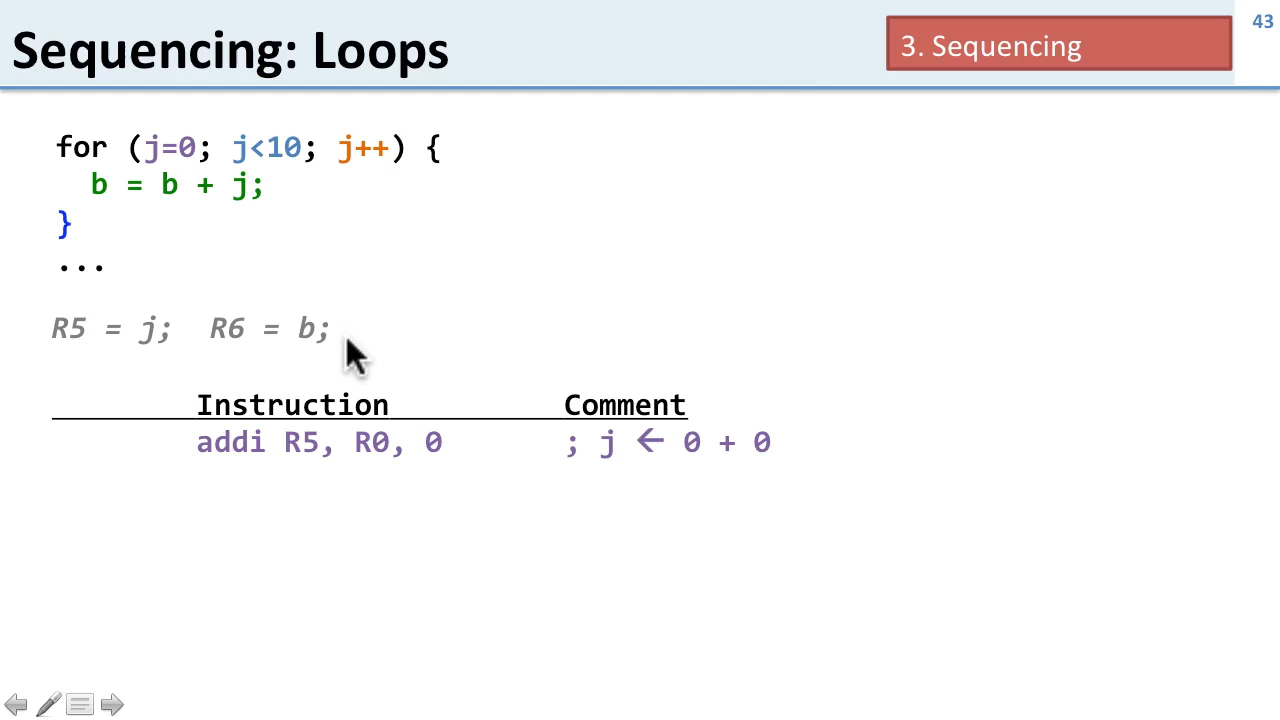 Sequencing: Loops
3. Sequencing
43
for (j=0; j<10; j++) {
b = b + j;
}
...
R5 = j; R6 = b;
Instruction Comment
addi R5, R0, 0 ; j ← 0 + 0